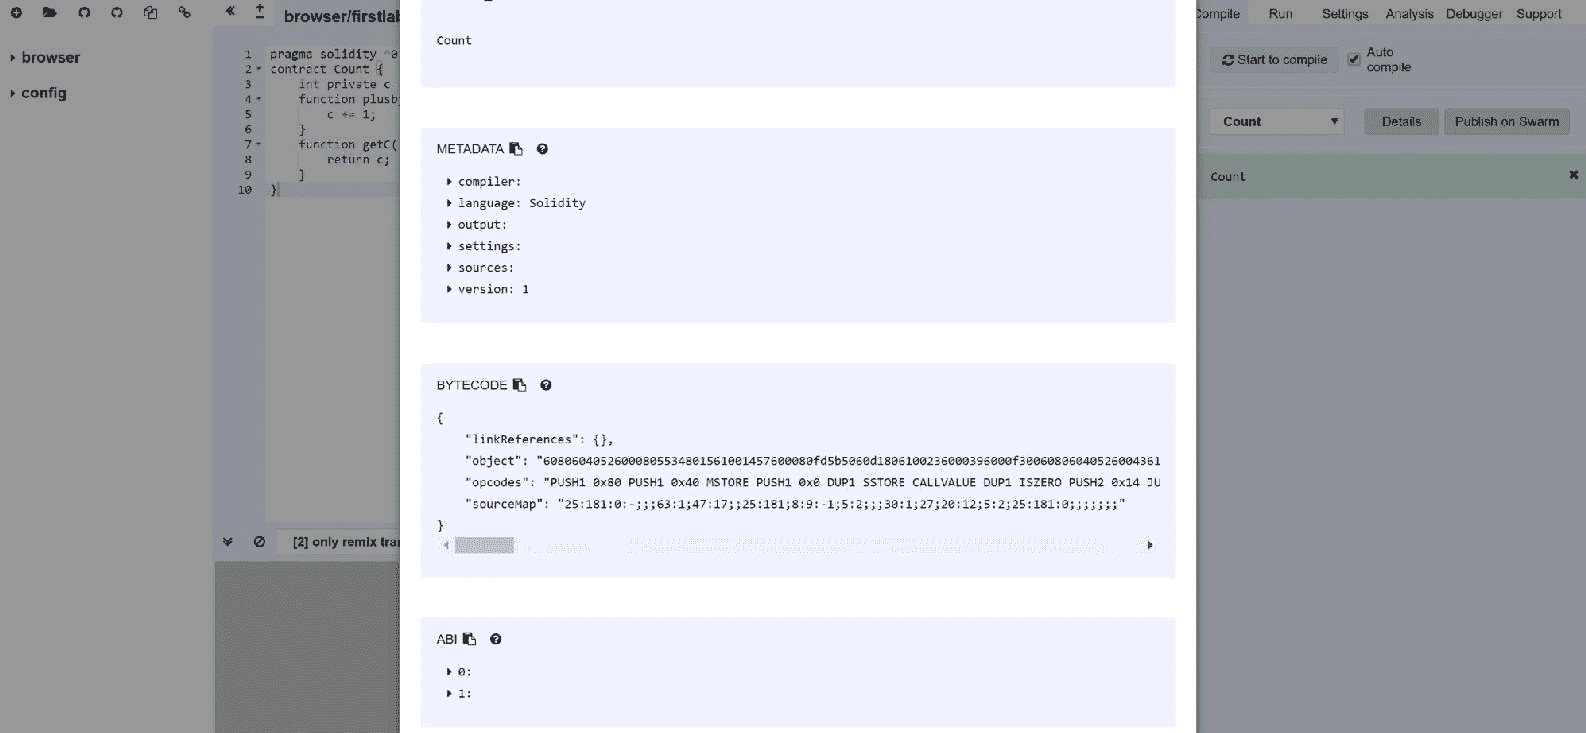 browser/firstlab
Compile Run Settings Analysis Debugger Support
browser
config
1 pragma solidity ^0
2 contract Count {
3 int private c
4 function plusb
5 c += 1;
6 }
7 function getC(
8 return c;
9 }
10 }
[2] only remix tran
Count
METADATA
compiler:
language: Solidity
output:
settings:
sources:
version: 1
BYTECODE
{
"linkReferences": {},
"object": "60806040526000805534801561001457600080fd5b5060d1806100236000396000f30060806040526004361
"opcodes": "PUSH1 0x80 PUSH1 0x40 MSTORE PUSH1 0x0 DUP1 SSTORE CALLVALUE DUP1 ISZERO PUSH2 0x14 JU
"sourceMap": "25:181:0:-;;;63:1;47:17;;25:181;8:9:-1;5:2;;;30:1;27;20:12;5:2;25:181:0;;;;;;;"
}
ABI
0:
1:
Start to compile
Auto compile
Count
Details
Publish on Swarm
Count